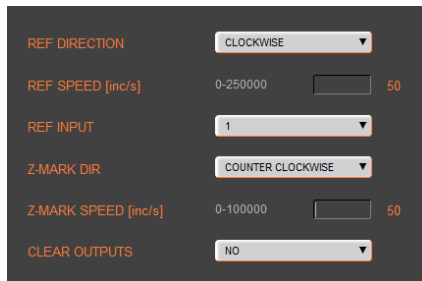 REF DIRECTION CLOCKWISE
REF SPEED [inc/s] 0-250000 50
REF INPUT 1
Z-MARK DIR COUNTER CLOCKWISE
Z-MARK SPEED [inc/s] 0-100000 50
CLEAR OUTPUTS NO